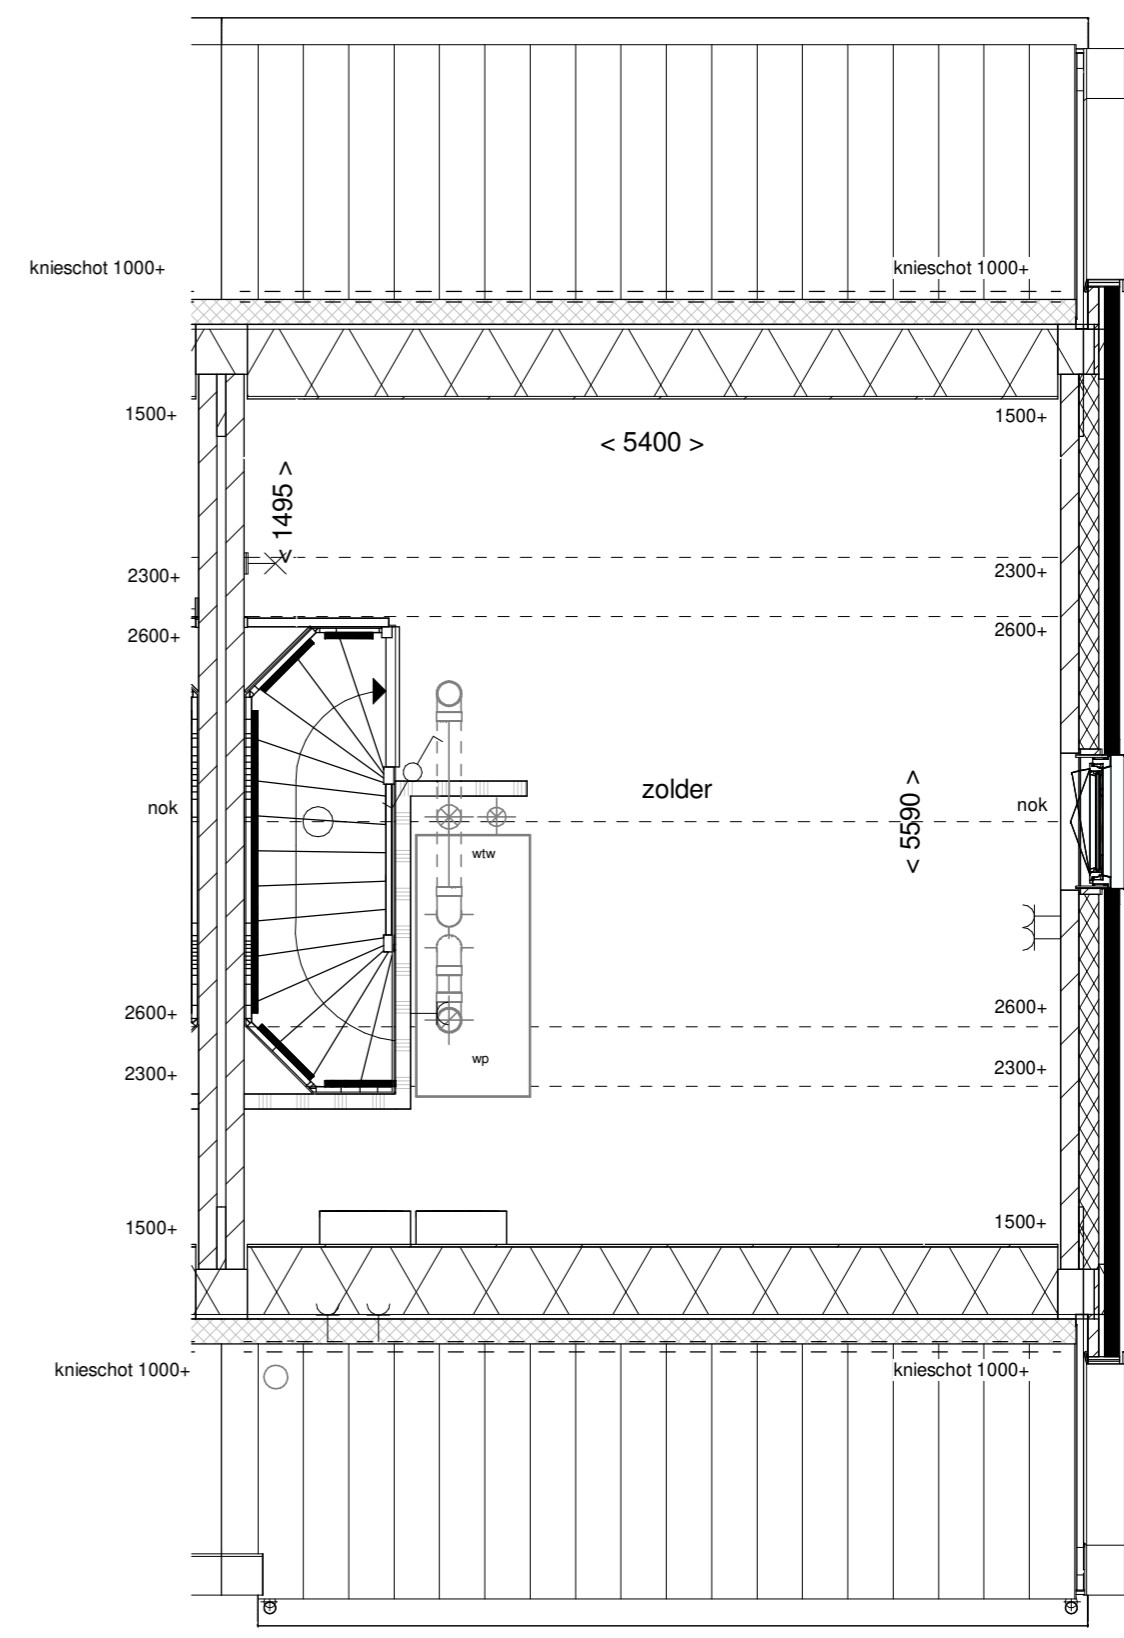 knieschot 1000+
knieschot 1000+
1500+
1500+
< 5400 >
< 1495 >
2300+
2300+
2600+
2600+
zolder
< 5590 >
nok
nok
wtw
2600+
2600+
wp
2300+
2300+
1500+
1500+
knieschot 1000+
knieschot 1000+